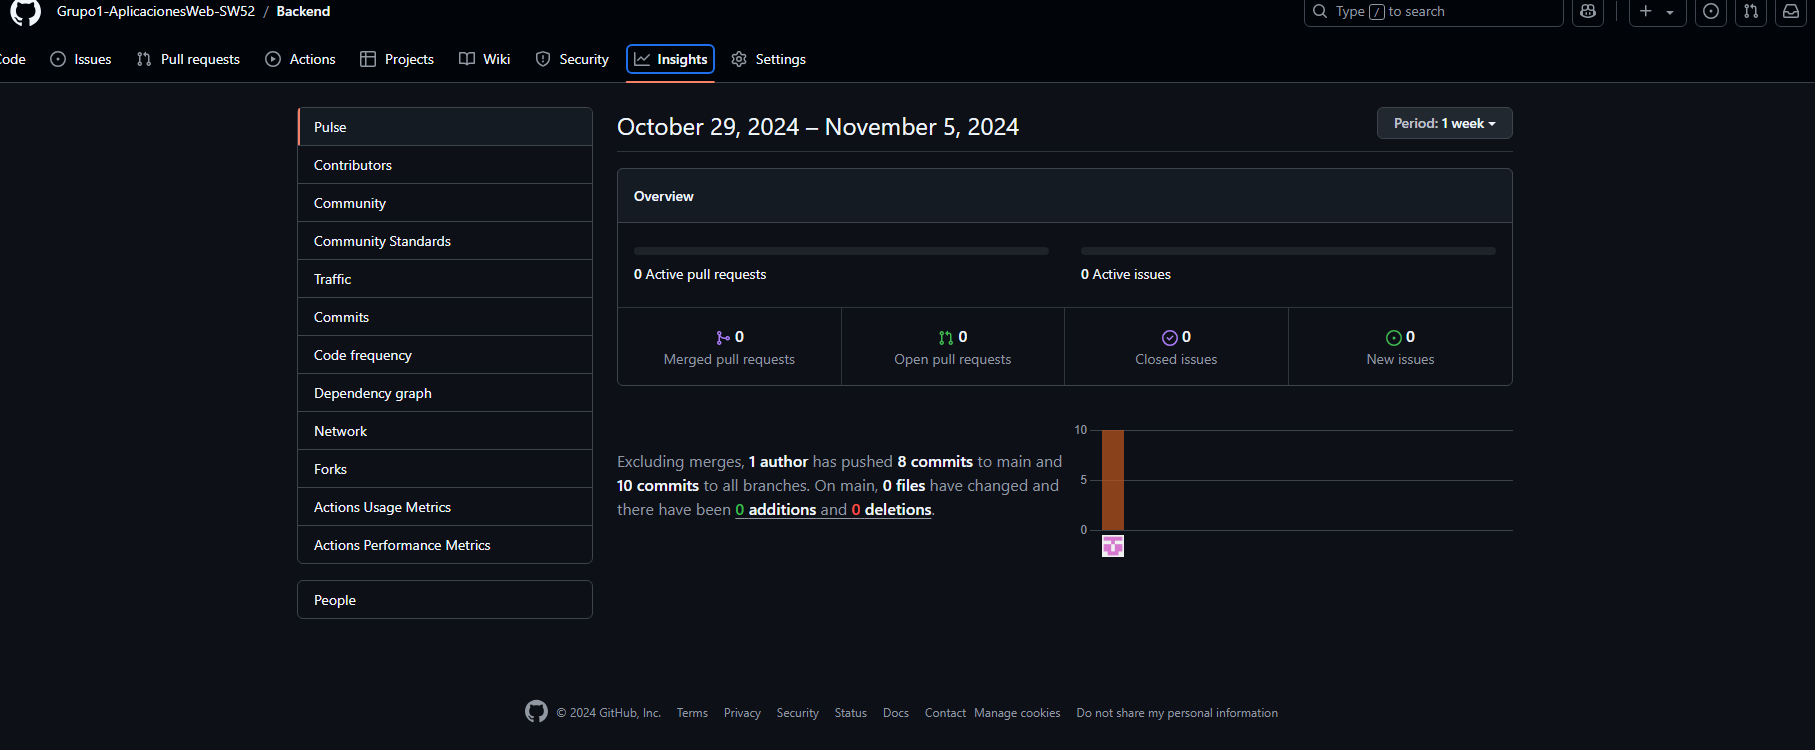 Grupo1-AplicacionesWeb-SW52 / Backend
Type / to search
ode Issues Pull requests Actions Projects Wiki Security Insights Settings
Pulse
Contributors
Community
Community Standards
Traffic
Commits
Code frequency
Dependency graph
Network
Forks
Actions Usage Metrics
Actions Performance Metrics
People
October 29, 2024 – November 5, 2024
Period: 1 week
Overview
0 Active pull requests
0 Active issues
0
Merged pull requests
0
Open pull requests
0
Closed issues
0
New issues
Excluding merges, 1 author has pushed 8 commits to main and
10 commits to all branches. On main, 0 files have changed and
there have been 0 additions and 0 deletions.
10
5
0
© 2024 GitHub, Inc. Terms Privacy Security Status Docs Contact Manage cookies Do not share my personal information